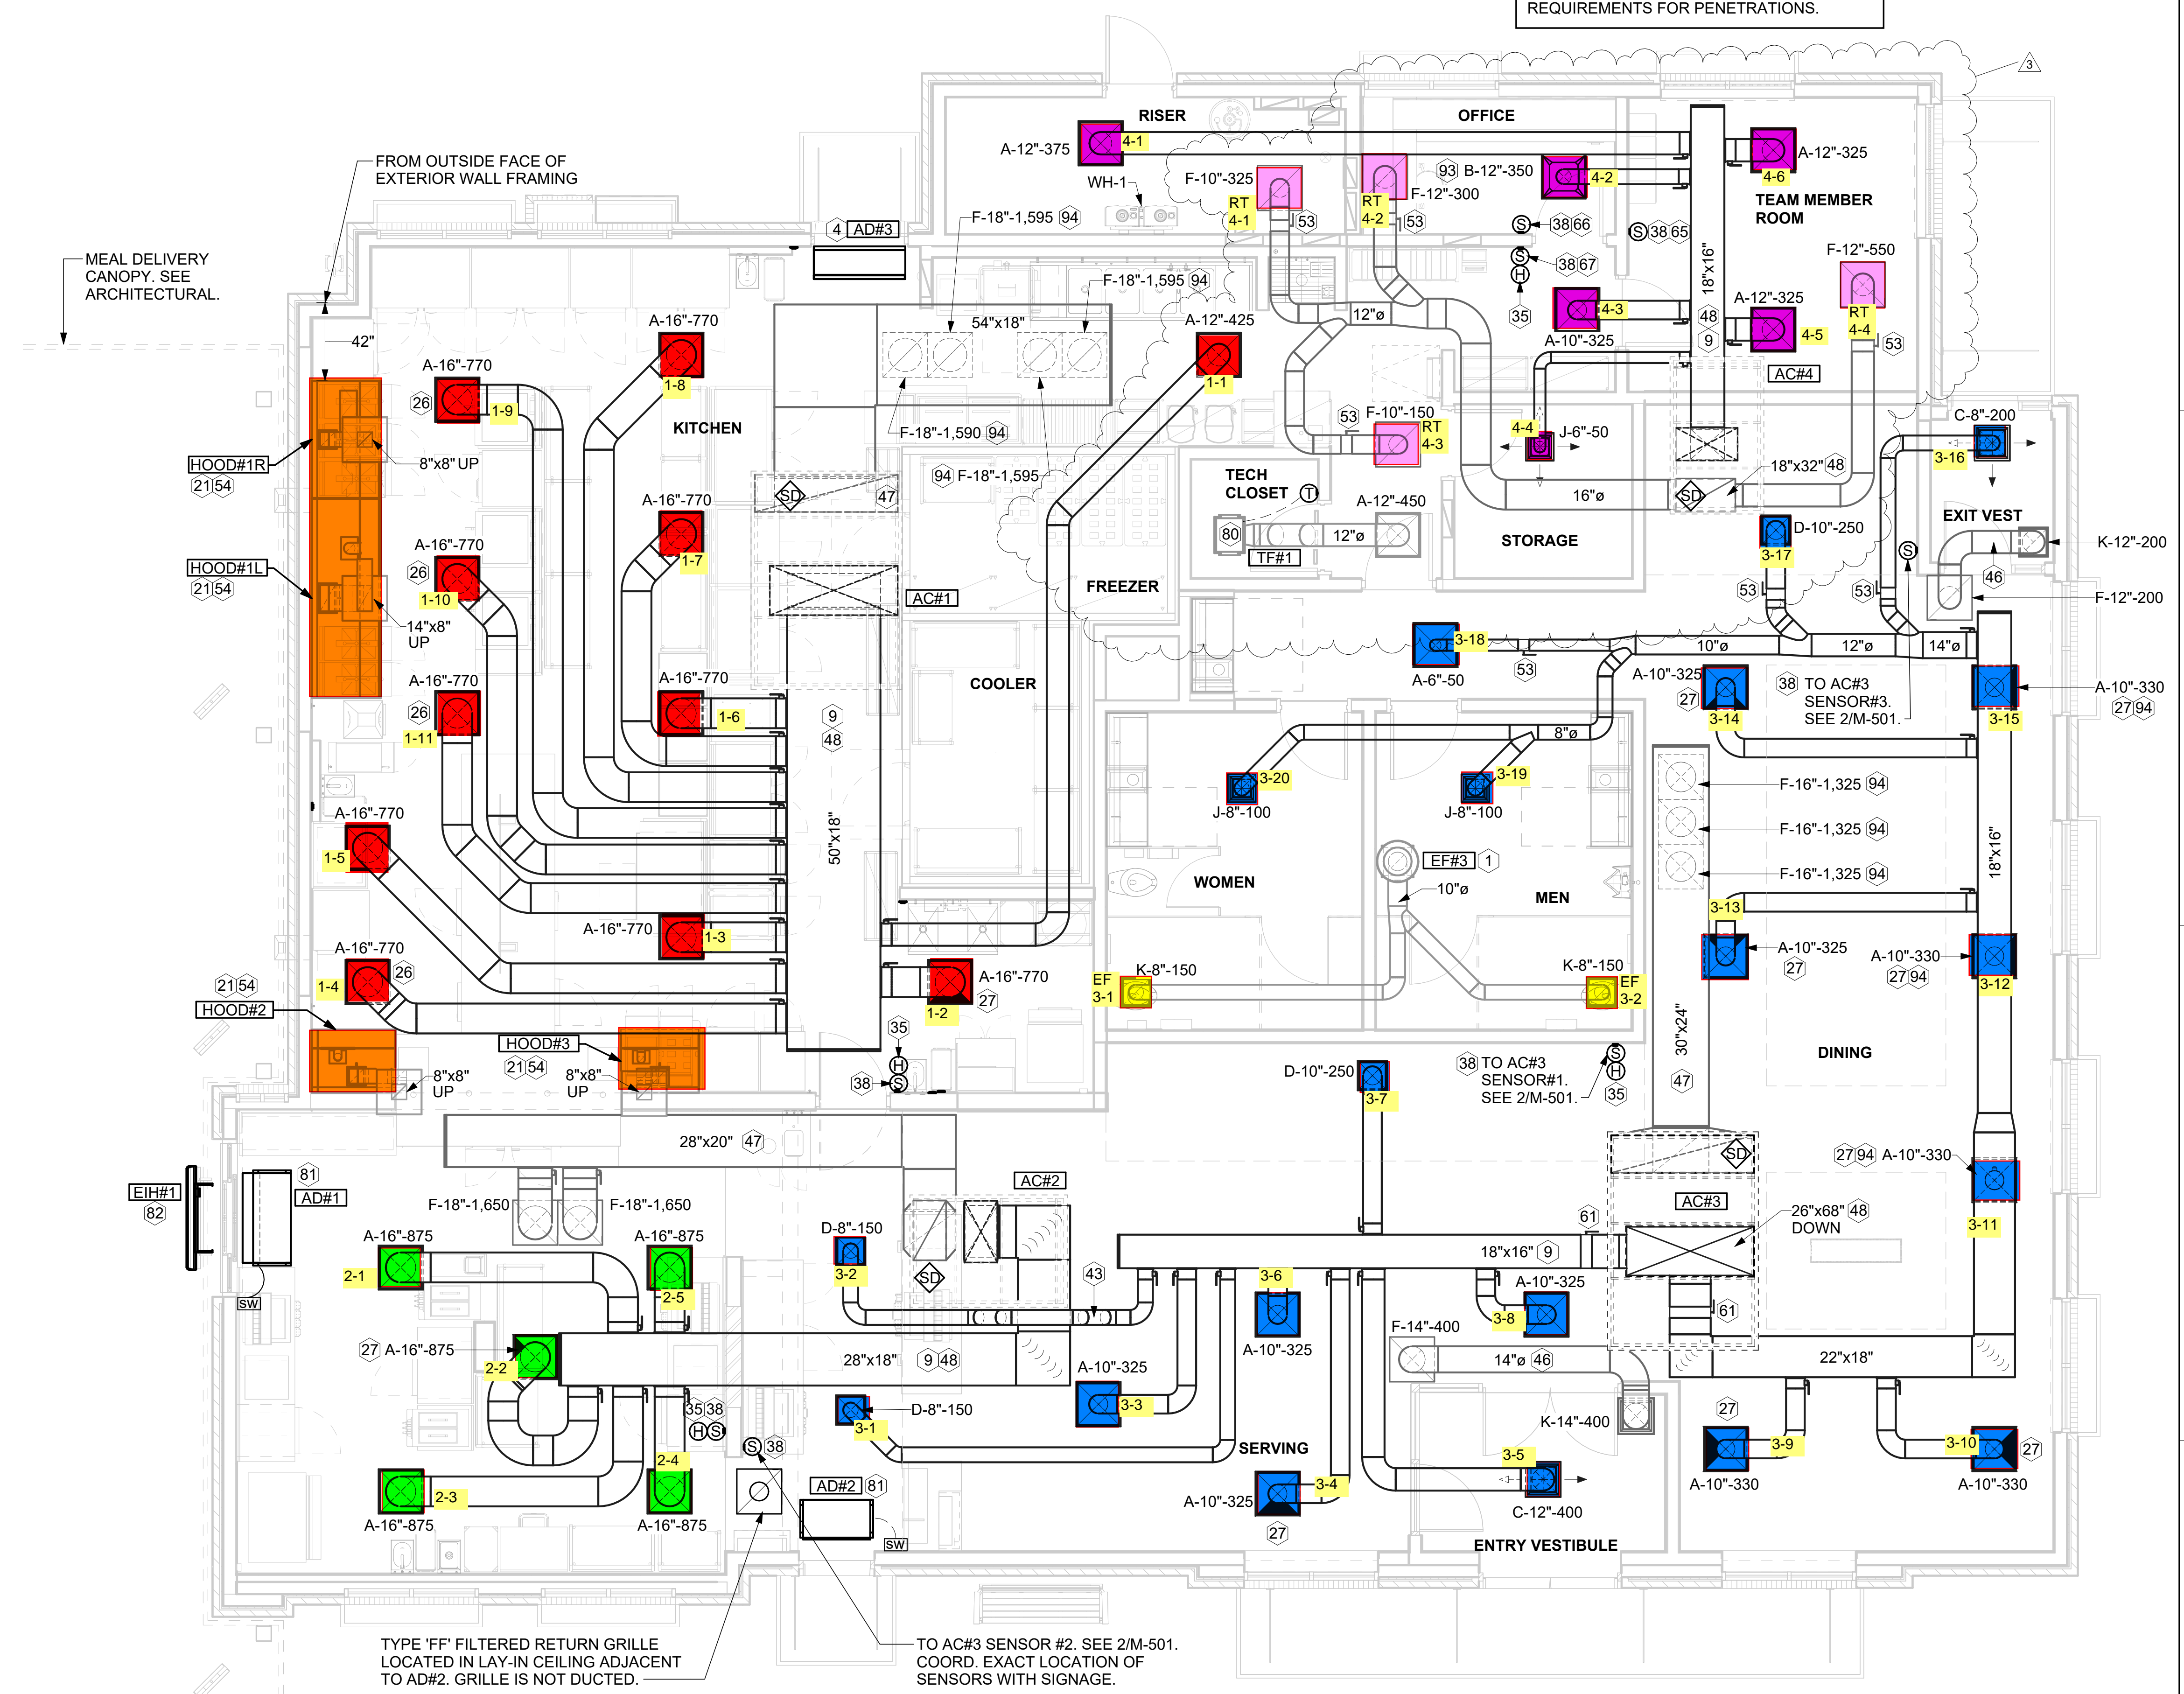 REQUIREMENTS FOR PENETRATIONS.
3
RISER
OFFICE
4-1
A-12"-375
FROM OUTSIDE FACE OF
EXTERIOR WALL FRAMING
A-12"-325
4-6
F-10"-325
93 B-12"-350
4-2
F-12"-300
WH-1
RT
4-1
RT
4-2
53
53
TEAM MEMBER
ROOM
F-18"-1,595 94
4 AD#3
38 66
S 38 65
S
38 67
H
35
18"x16"
F-12"-550
MEAL DELIVERY
CANOPY. SEE
ARCHITECTURAL.
F-18"-1,595 94
A-12"-325
54"x18"
12"ø
4-3
A-10"-325
48
9
4-5
RT
4-4
53
42"
A-16"-770
1-8
A-12"-425
1-1
AC#4
A-16"-770
26
1-9
KITCHEN
F-18"-1,590 94
53 F-10"-150
RT
4-3
4-4
J-6"-50
C-8"-200
3-16
HOOD#1R
21 54
8"x8" UP
94 F-18"-1,595
TECH
CLOSET
T
A-12"-450
18"x32" 48
SD
47
16"ø
SD
A-16"-770
1-7
80
12"ø
TF#1
STORAGE
D-10"-250
3-17
EXIT VEST
S
K-12"-200
46
HOOD#1L
21 54
A-16"-770
26
1-10
AC#1
FREEZER
53
53
F-12"-200
14"x8"
UP
3-18
A-6"-50
53
10"ø
12"ø
14"ø
A-16"-770
26
1-11
A-16"-770
1-6
COOLER
9
48
A-10"-325
27
3-14
38 TO AC#3
SENSOR#3.
SEE 2/M-501.
A-10"-330
27 94
3-15
8"ø
3-20
J-8"-100
3-19
J-8"-100
F-16"-1,325 94
F-16"-1,325 94
F-16"-1,325 94
A-16"-770
1-5
50"x18"
18"x16"
EF#3 1
WOMEN
10"ø
MEN
A-16"-770
1-3
3-13
A-10"-325
27
A-10"-330
27 94
3-12
A-16"-770
26
1-4
A-16"-770
27
1-2
K-8"-150
EF
3-1
K-8"-150
EF
3-2
21 54
HOOD#2
HOOD#3
21 54
35
H
38 S
30"x24"
DINING
8"x8"
UP
8"x8"
UP
D-10"-250
3-7
38 TO AC#3
SENSOR#1.
SEE 2/M-501.
S
H
35
47
28"x20" 47
SD
27 94 A-10"-330
3-11
EIH#1
82
81
AD#1
SW
F-18"-1,650
F-18"-1,650
AC#2
AC#3
26"x68" 48
DOWN
61
A-16"-875
2-1
A-16"-875
2-5
D-8"-150
3-2
SD
43
18"x16" 9
3-6
A-10"-325
3-8
61
27 A-16"-875
2-2
28"x18" 9 48
A-10"-325
F-14"-400
14"ø 46
22"x18"
A-10"-325
3-3
35 38
H S
S 38
D-8"-150
3-1
K-14"-400
27
3-9
A-10"-330
3-10
27
A-10"-330
2-4
2-3
A-16"-875
A-16"-875
SERVING
3-5
C-12"-400
A-10"-325
3-4
27
AD#2 81
SW
ENTRY VESTIBULE
TYPE 'FF' FILTERED RETURN GRILLE
LOCATED IN LAY-IN CEILING ADJACENT
TO AD#2. GRILLE IS NOT DUCTED.
TO AC#3 SENSOR #2. SEE 2/M-501.
COORD. EXACT LOCATION OF
SENSORS WITH SIGNAGE.